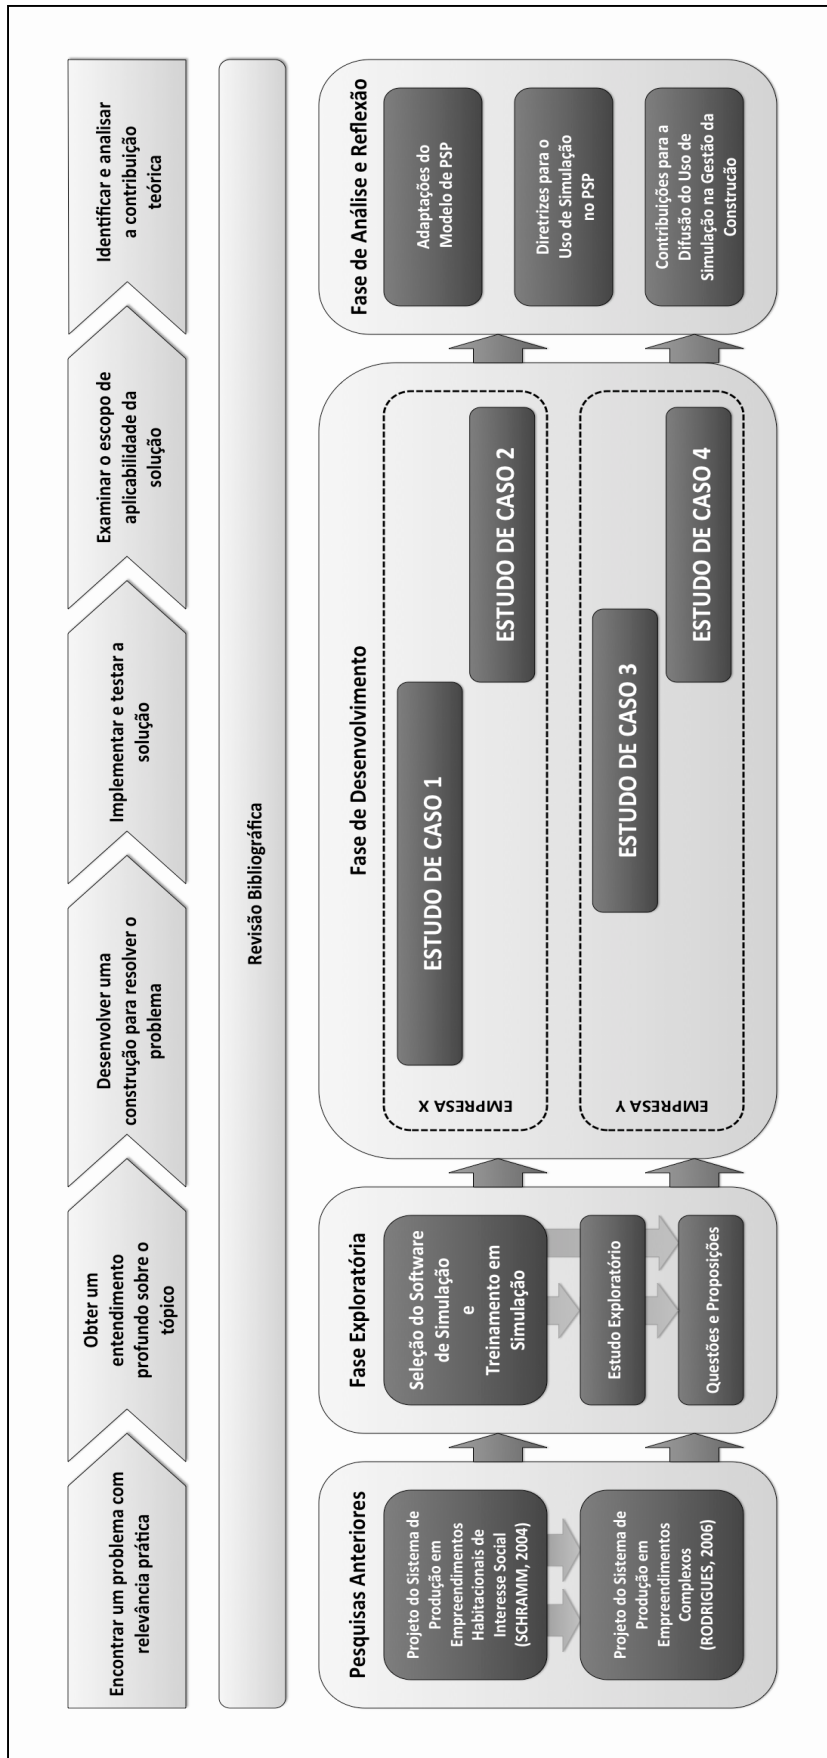 Encontrar um problema com
relevância prática
Obter um
entendimento
profundo sobre o
tópico
Desenvolver uma
construção para resolver o
problema
Implementar e testar a
solução
Examinar o escopo de
aplicabilidade da
solução
Identificar e analisar
a contribuição
teórica
Revisão Bibliográfica
Pesquisas Anteriores
Projeto do Sistema de
Produção em
Empreendimentos
Habitacionais de
Interesse Social
(SCHRAMM, 2004)
Projeto do Sistema de
Produção em
Empreendimentos
Complexos
(RODRIGUES, 2006)
Fase Exploratória
Seleção do Software
de Simulação
e
Treinamento em
Simulação
Estudo Exploratório
Questões e Proposições
Fase de Desenvolvimento
EMPRESA X
ESTUDO DE CASO 1
ESTUDO DE CASO 2
EMPRESA Y
ESTUDO DE CASO 3
ESTUDO DE CASO 4
Fase de Análise e Reflexão
Adaptações do
Modelo de PSP
Diretrizes para o
Uso de Simulação
no PSP
Contribuições para a
Difusão do Uso de
Simulação na Gestão da
Construcão